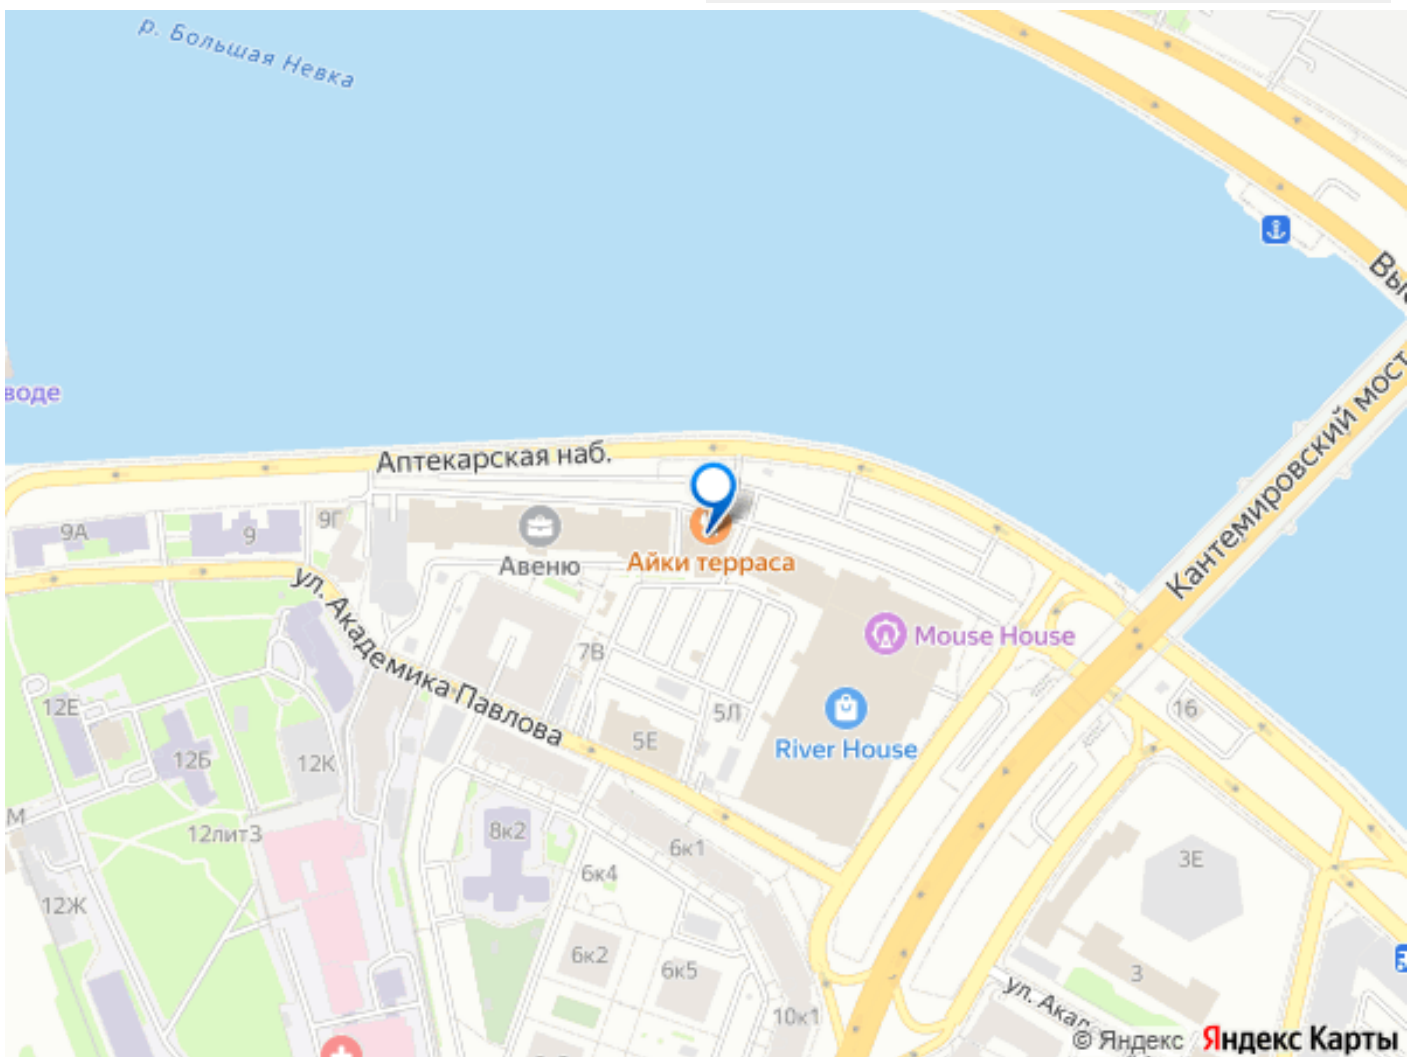 р. Большая Невка
воде
Аптекарская наб.
Кантемировский мост
9А
9
9Г
Авеню
Айки терраса
ул. Академика Павлова
Mouse House
River House
7В
5Л
5Е
16
12Е
12Б
12К
12лит3
М
12Ж
8к2
6к1
6к4
6к2
6к5
10к1
3Е
3
© Яндекс Яндекс Карты